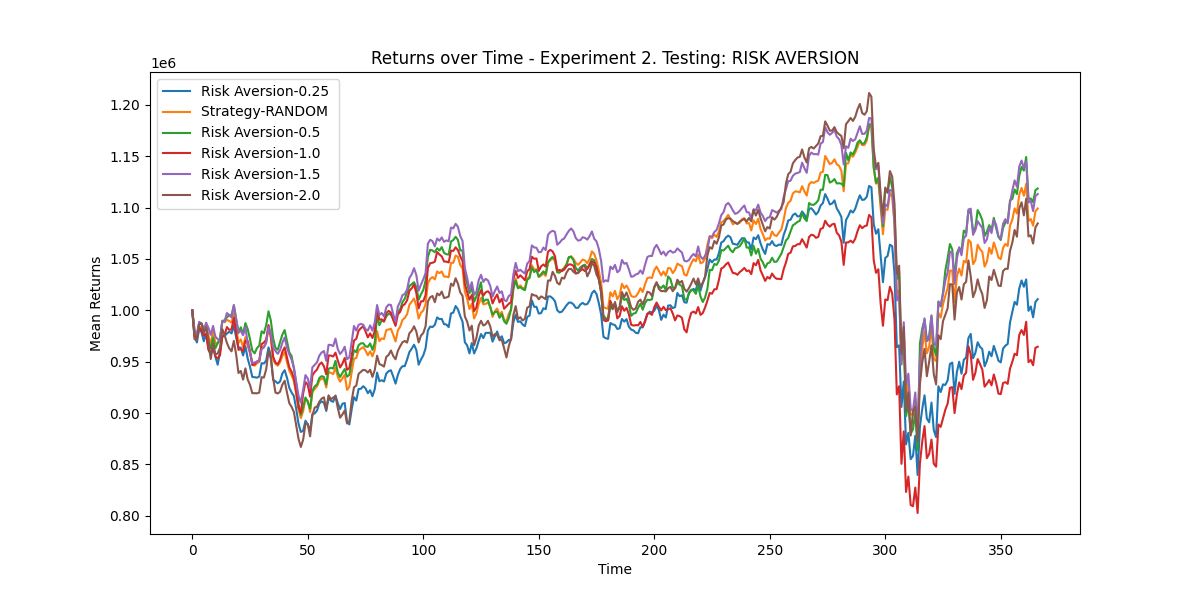 Returns over Time - Experiment 2. Testing: RISK AVERSION
1e6
Risk Aversion-0.25
Strategy-RANDOM
Risk Aversion-0.5
Risk Aversion-1.0
Risk Aversion-1.5
Risk Aversion-2.0
Mean Returns
1.20
1.15
1.10
1.05
1.00
0.95
0.90
0.85
0.80
0 50 100 150 200 250 300 350
Time